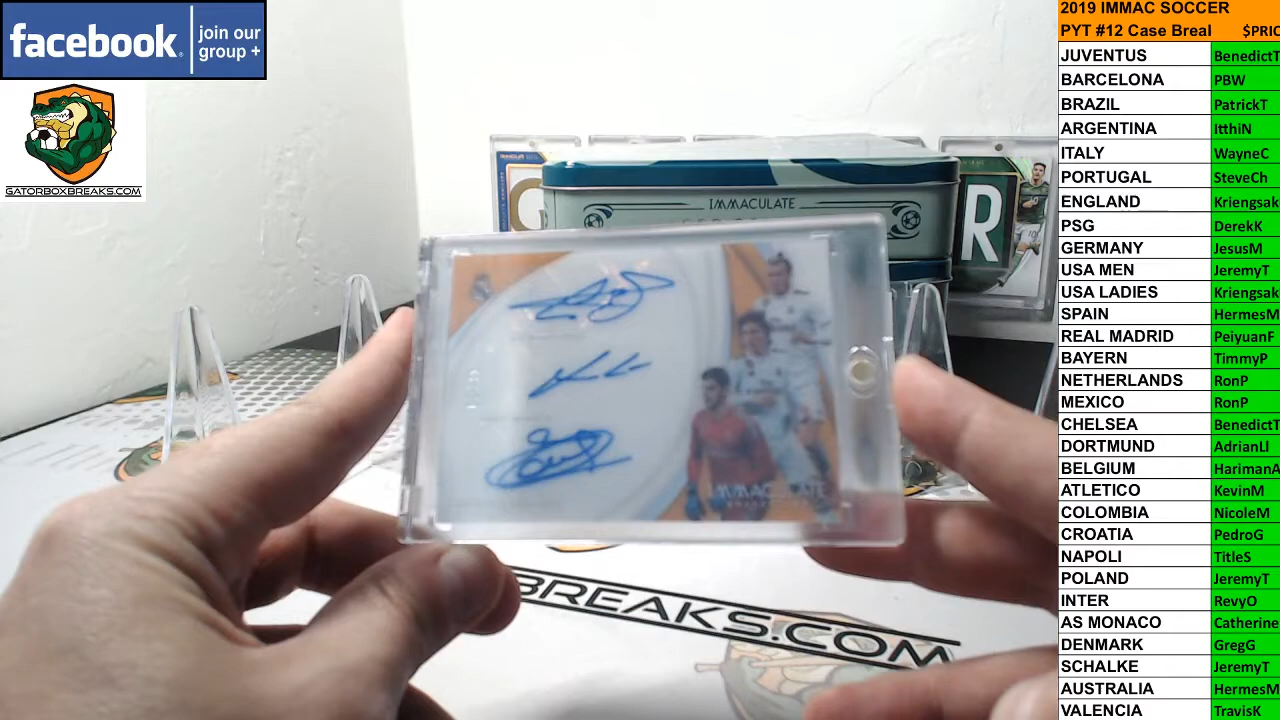 facebook. join our
group +
GATORBOXBREAKS.COM
IMMACULATE
R
IMMACULATE
BREAKS.COM
2019 IMMAC SOCCER
PYT #12 Case Breal $PRIC
JUVENTUS BenedictT
BARCELONA PBW
BRAZIL PatrickT
ARGENTINA ItthiN
ITALY WayneC
PORTUGAL SteveCh
ENGLAND Kriengsak
PSG DerekK
GERMANY JesusM
USA MEN JeremyT
USA LADIES Kriengsak
SPAIN HermesM
REAL MADRID PeiyuanF
BAYERN TimmyP
NETHERLANDS RonP
MEXICO RonP
CHELSEA BenedictT
DORTMUND AdrianLl
BELGIUM HarimanA
ATLETICO KevinM
COLOMBIA NicoleM
CROATIA PedroG
NAPOLI TitleS
POLAND JeremyT
INTER RevyO
AS MONACO Catherine
DENMARK GregG
SCHALKE JeremyT
AUSTRALIA HermesM
VALENCIA TravisK